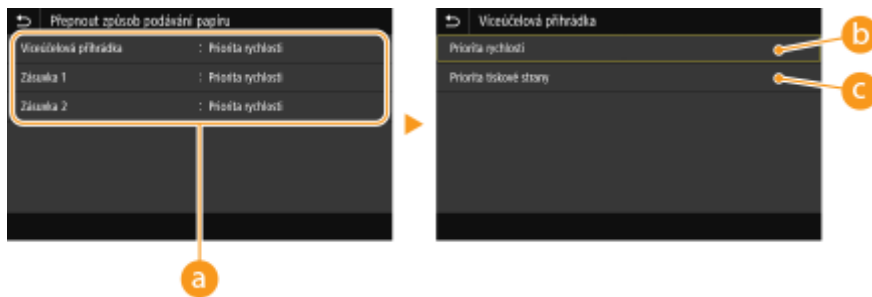 Přepnout způsob podávání papíru
Víceúčelová přihrádka : Priorita rychlosti
Zásuvka 1 : Priorita rychlosti
Zásuvka 2 : Priorita rychlosti
a
Víceúčelová přihrádka
Priorita rychlosti
b
Priorita tiskové strany
c